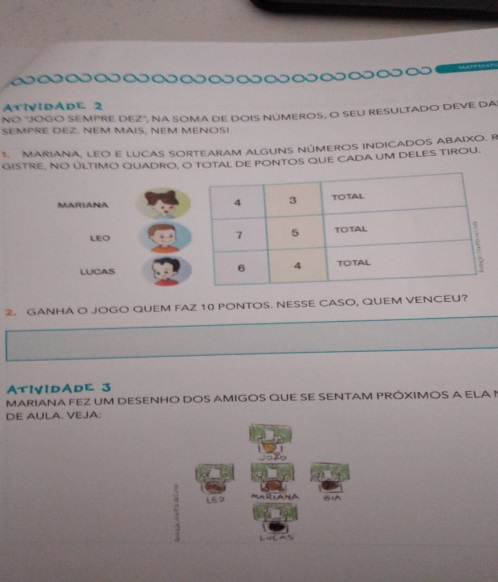 ATIVIDADE 2
NO "JOGO SEMPRE DEZ", NA SOMA DE DOIS NÚMEROS, O SEU RESULTADO DEVE DA
SEMPRE DEZ. NEM MAIS, NEM MENOS!
1. MARIANA, LEO E LUCAS SORTEARAM ALGUNS NÚMEROS INDICADOS ABAIXO. R
GISTRE, NO ÚLTIMO QUADRO, O TOTAL DE PONTOS QUE CADA UM DELES TIROU.
MARIANA 4 3 TOTAL
LEO 7 5 TOTAL
LUCAS 6 4 TOTAL
2. GANHA O JOGO QUEM FAZ 10 PONTOS. NESSE CASO, QUEM VENCEU?
ATIVIDADE 3
MARIANA FEZ UM DESENHO DOS AMIGOS QUE SE SENTAM PRÓXIMOS A ELA N
DE AULA. VEJA:
JOÃO
LEO MARIANA BIA
LUCAS